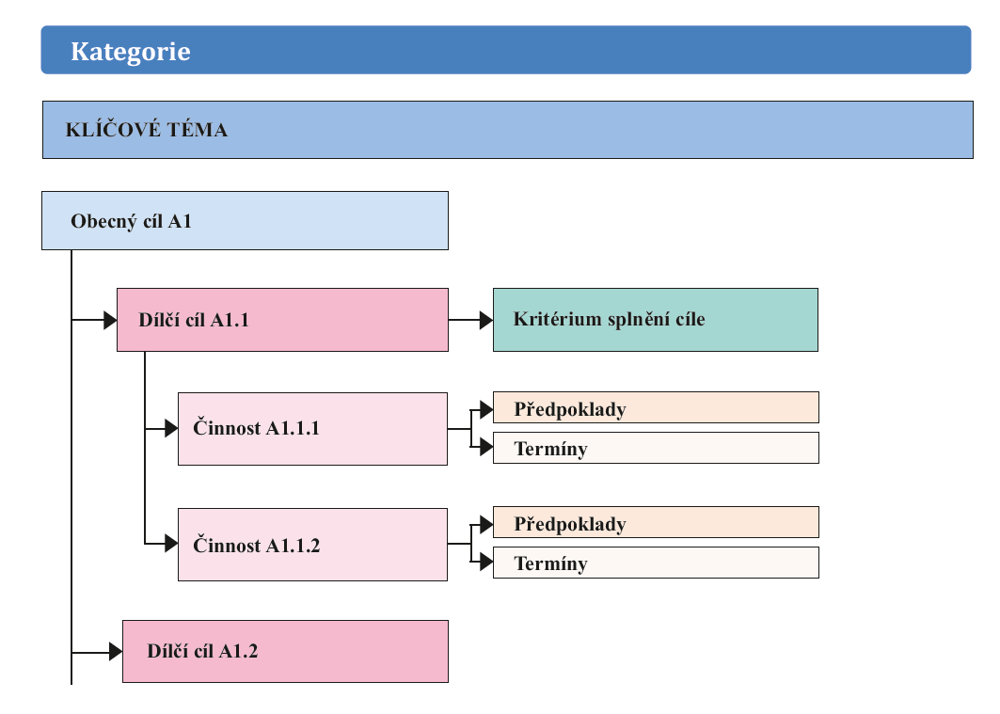 Kategorie
KLÍČOVÉ TÉMA
Obecný cíl A1
Dílčí cíl A1.1
Kritérium splnění cíle
Činnost A1.1.1
Předpoklady
Termíny
Činnost A1.1.2
Předpoklady
Termíny
Dílčí cíl A1.2